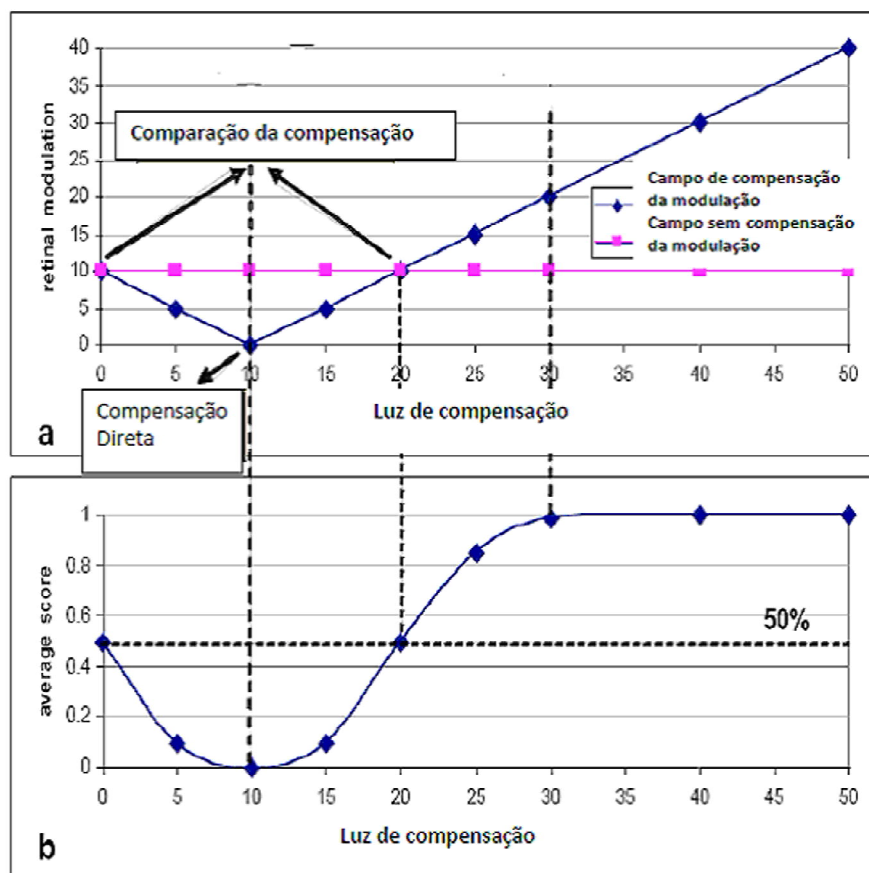 40
35
30
25
20
15
10
5
0
retinal modulation
Comparação da compensação
Campo de compensação
da modulação
Campo sem compensação
da modulação
0 5 10 15 20 25 30 35 40 45 50
Compensação
Direta
Luz de compensação
a
1
0.8
0.6
0.4
0.2
0
average score
50%
0 5 10 15 20 25 30 35 40 45 50
Luz de compensação
b